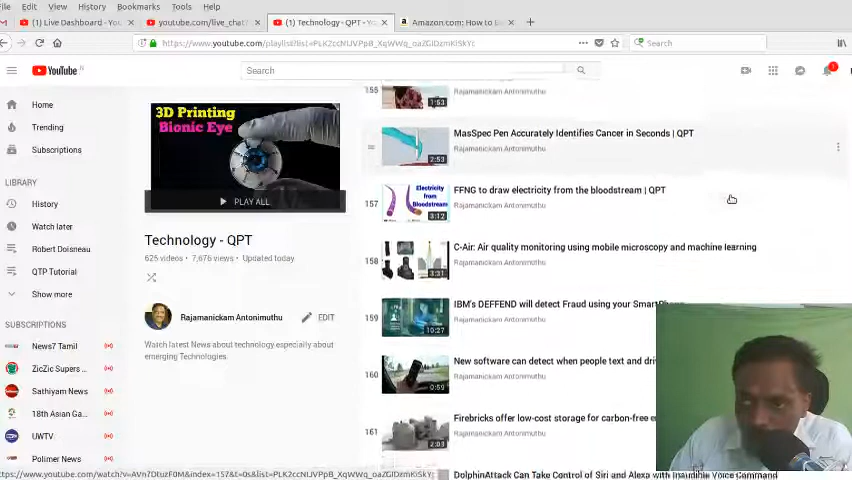 File Edit View History Bookmarks Tools Help
(1) Live Dashboard - You
youtube.com/live_chat?
(1) Technology - QPT - You
Amazon.com: How to
https://www.youtube.com/playlist?list=
Search
YouTube
Search
Home
Trending
Subscriptions
LIBRARY
History
Watch later
Robert Doisneau
QTP Tutorial
Show more
SUBSCRIPTIONS
News7 Tamil
ZicZic Supers ...
Sathiyam News
18th Asian Ga...
UWTV
Polimer News
3D Printing
Bionic Eye
PLAY ALL
Technology - QPT
626 videos • 7,676 views • Updated today
Rajamanickam Antonimuthu
EDIT
Watch latest News about technology especially about
emerging Technologies.
155
1:53
Rajamanickam Antonimuthu
2:53
MasSpec Pen Accurately Identifies Cancer in Seconds | QPT
Rajamanickam Antonimuthu
157
Electricity
from
Bloodstream
3:12
FFNG to draw electricity from the bloodstream | QPT
Rajamanickam Antonimuthu
158
3:31
C-Air: Air quality monitoring using mobile microscopy and machine learning
Rajamanickam Antonimuthu
159
10:27
IBM's DEFFEND will detect Fraud using your
Rajamanickam Antonimuthu
160
0:59
New software can detect when people text and
Rajamanickam Antonimuthu
161
2:03
Firebricks offer low-cost storage for carbon-free
Rajamanickam Antonimuthu
DolphinAttack Can Take Control of Siri and Alexa with Inaudible Voice Command